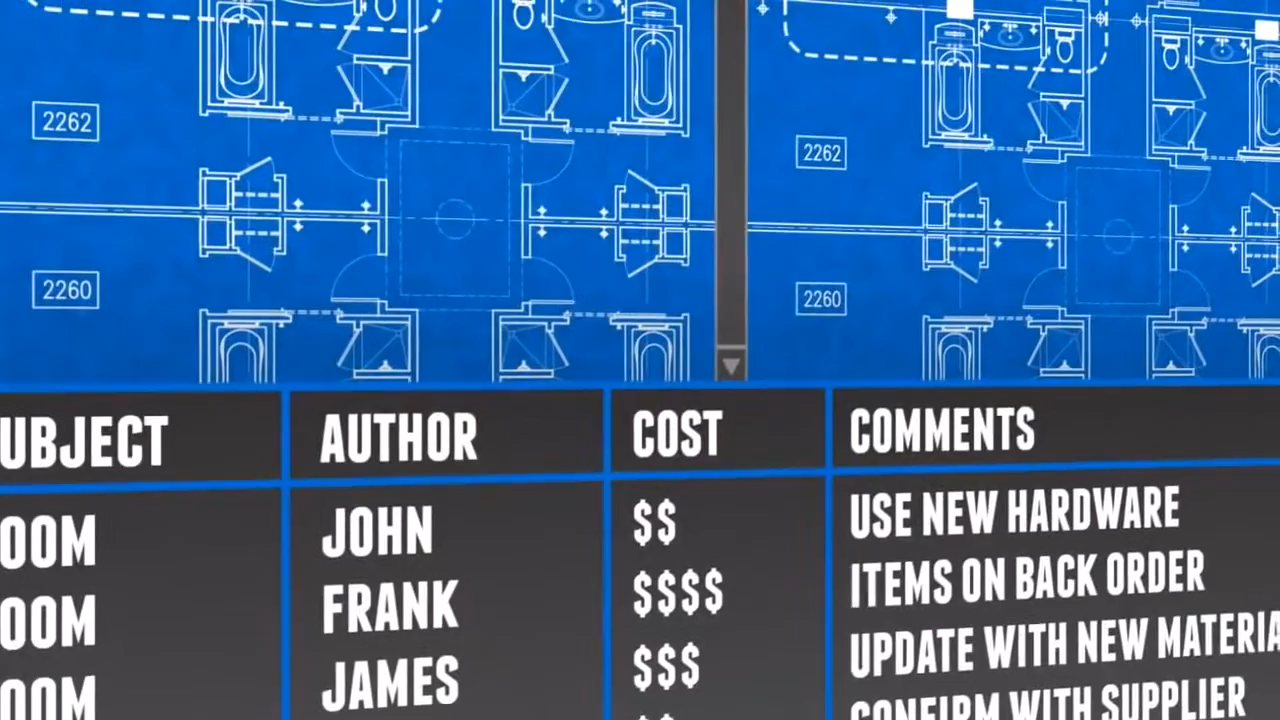 2262
2262
2260
2260
UBJECT AUTHOR COST COMMENTS
OOM JOHN $$ USE NEW HARDWARE
OOM FRANK $$$$ ITEMS ON BACK ORDER
OOM JAMES $$$ UPDATE WITH NEW MATERIA
$$ CONFIRM WITH SUPPLIER